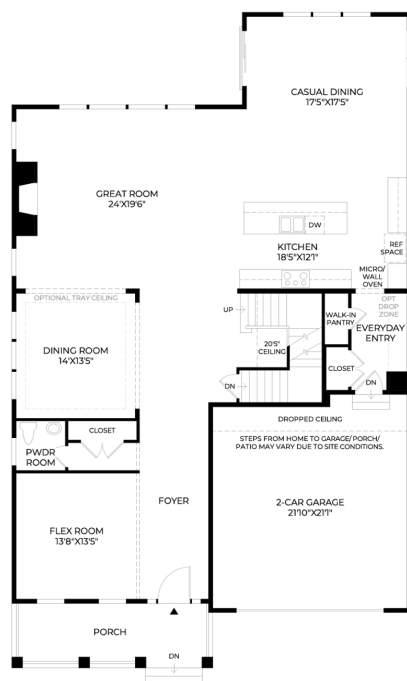 CASUAL DINING
17'5"X17'5"
GREAT ROOM
24'X19'6"
DW
KITCHEN
18'5"X12'1"
REF
SPACE
MICRO/
WALL
OVEN
OPTIONAL TRAY CEILING
OPT
DROP
ZONE
UP
WALK-IN
PANTRY
EVERYDAY
ENTRY
20'5"
CEILING
DINING ROOM
14'X13'5"
CLOSET
DN
DN
DROPPED CEILING
CLOSET
STEPS FROM HOME TO GARAGE/ PORCH/
PATIO MAY VARY DUE TO SITE CONDITIONS.
PWDR
ROOM
FOYER
2-CAR GARAGE
21'10"X21'1"
FLEX ROOM
13'8"X13'5"
PORCH
DN